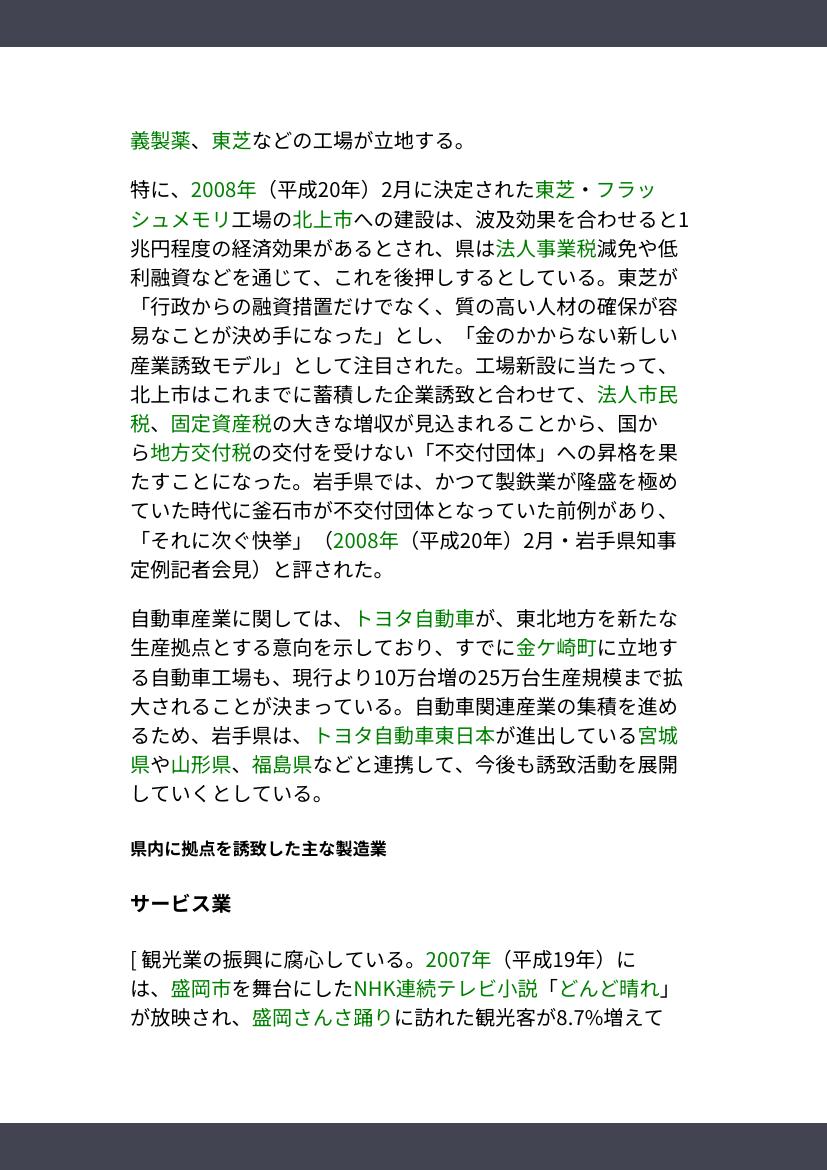 義製薬、東芝などの工場が立地する。
特に、2008年（平成20年）2月に決定された東芝・フラッ
シュメモリ工場の北上市への建設は、波及効果を合わせると1
兆円程度の経済効果があるとされ、県は法人事業税減免や低
利融資などを通じて、これを後押しするとしている。東芝が
「行政からの融資措置だけでなく、質の高い人材の確保が容
易なことが決め手になった」とし、「金のかからない新しい
産業誘致モデル」として注目された。工場新設に当たって、
北上市はこれまでに蓄積した企業誘致と合わせて、法人市民
税、固定資産税の大きな増収が見込まれることから、国か
ら地方交付税の交付を受けない「不交付団体」への昇格を果
たすことになった。岩手県では、かつて製鉄業が隆盛を極め
ていた時代に釜石市が不交付団体となっていた前例があり、
「それに次ぐ快挙」（2008年（平成20年）2月・岩手県知事
定例記者会見）と評された。
自動車産業に関しては、トヨタ自動車が、東北地方を新たな
生産拠点とする意向を示しており、すでに金ケ崎町に立地す
る自動車工場も、現行より10万台増の25万台生産規模まで拡
大されることが決まっている。自動車関連産業の集積を進め
るため、岩手県は、トヨタ自動車東日本が進出している宮城
県や山形県、福島県などと連携して、今後も誘致活動を展開
していくとしている。
県内に拠点を誘致した主な製造業
サービス業
[ 観光業の振興に腐心している。2007年（平成19年）に
は、盛岡市を舞台にしたNHK連続テレビ小説「どんど晴れ」
が放映され、盛岡さんさ踊りに訪れた観光客が8.7%増えて